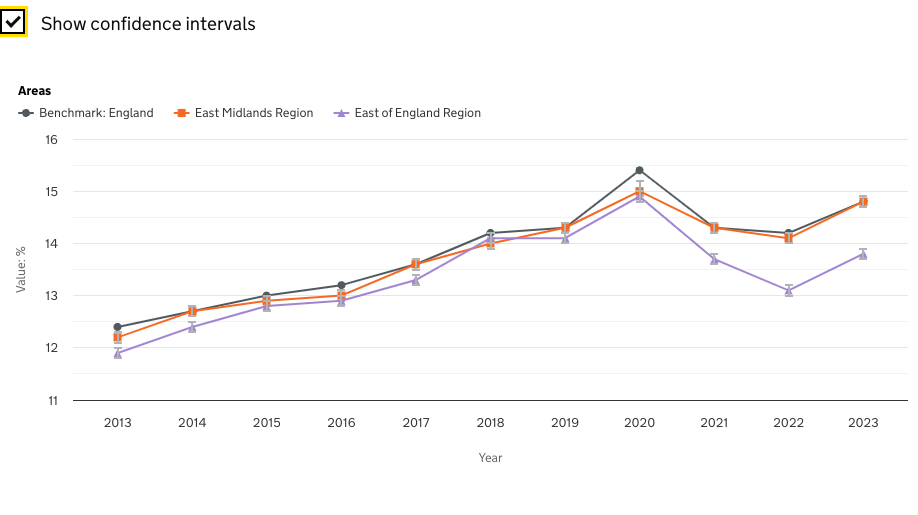 Show confidence intervals
Areas
Benchmark: England East Midlands Region East of England Region
16
15
14
13
12
11
Value: %
2013 2014 2015 2016 2017 2018 2019 2020 2021 2022 2023
Year